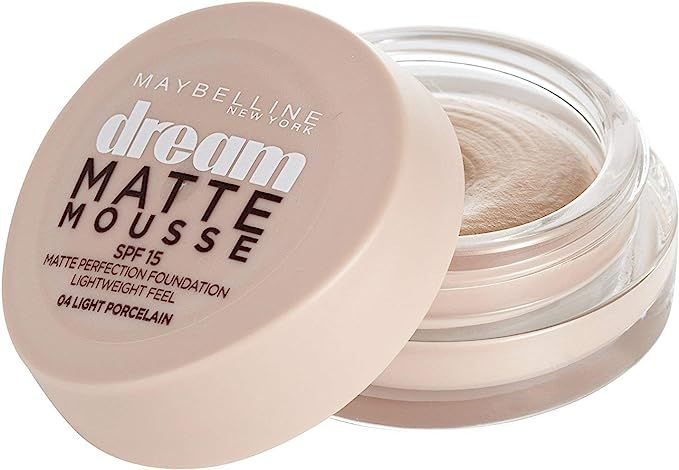 MAYBELLINE
NEW YORK
dream
MATTE
MOUSSE
SPF 15
MATTE PERFECTION FOUNDATION
LIGHTWEIGHT FEEL
04 LIGHT PORCELAIN